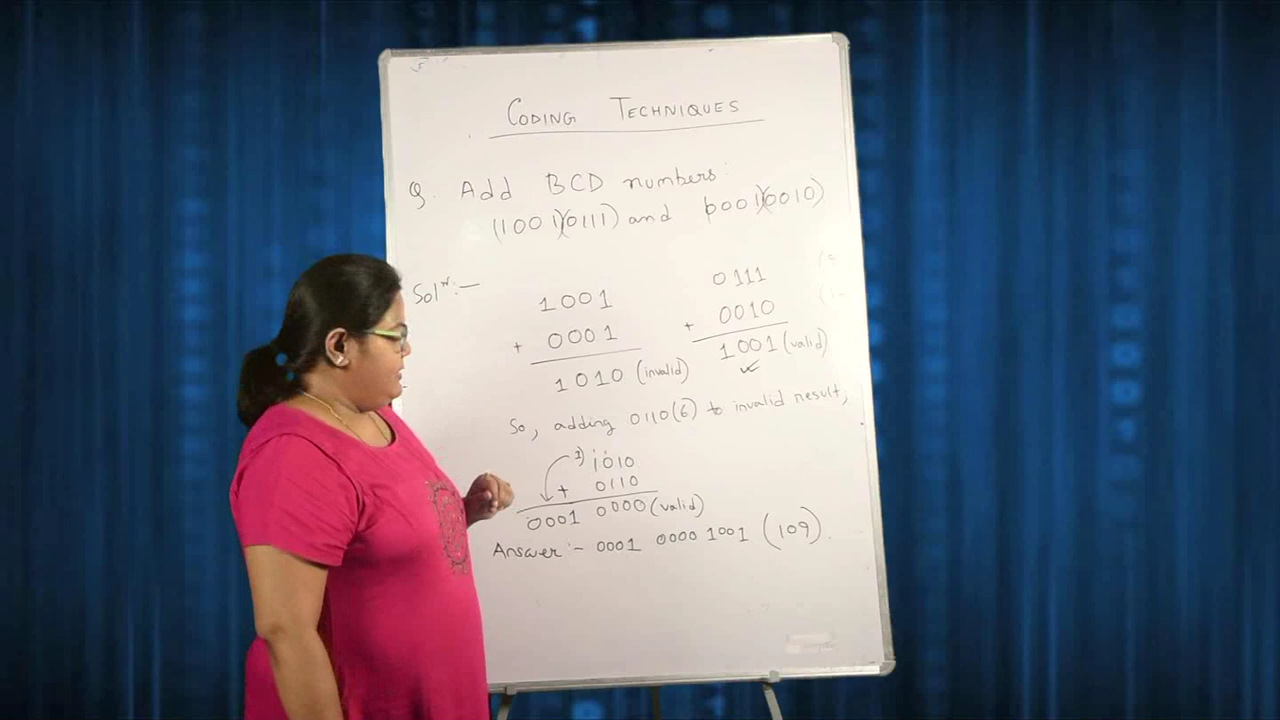 CODING TECHNIQUES
Q. Add BCD numbers:
(1001)(0111) and (0001)(0010)
Solⁿ:-
1001
+ 0001
1010 (invalid)
0111
+ 0010
1001 (valid)
So, adding 0110(6) to invalid result,
1) 1010
+ 0110
0001 0000 (valid)
Answer:- 0001 0000 1001 (109).